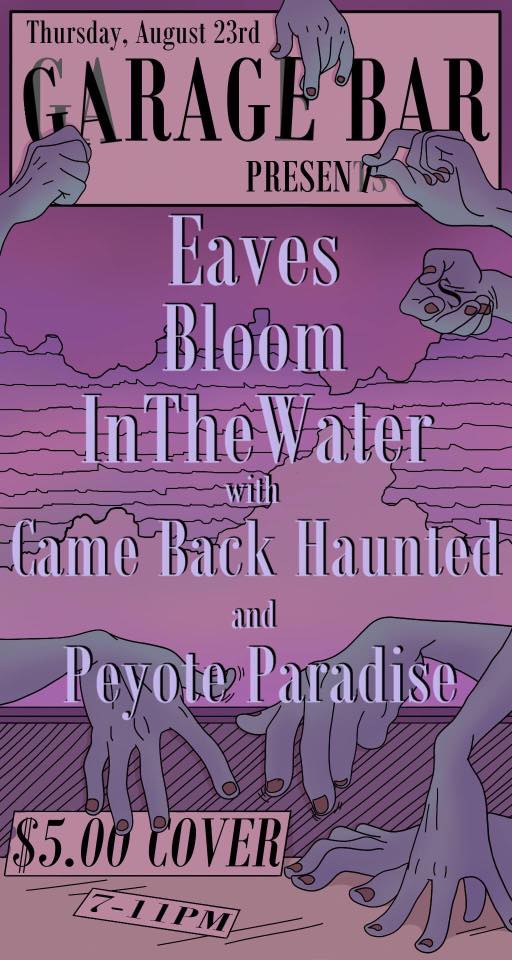 Thursday, August 23rd
GARAGE BAR
PRESENTS
Eaves
Bloom
InTheWater
with
Came Back Haunted
and
Peyote Paradise
$5.00 COVER
7-11PM